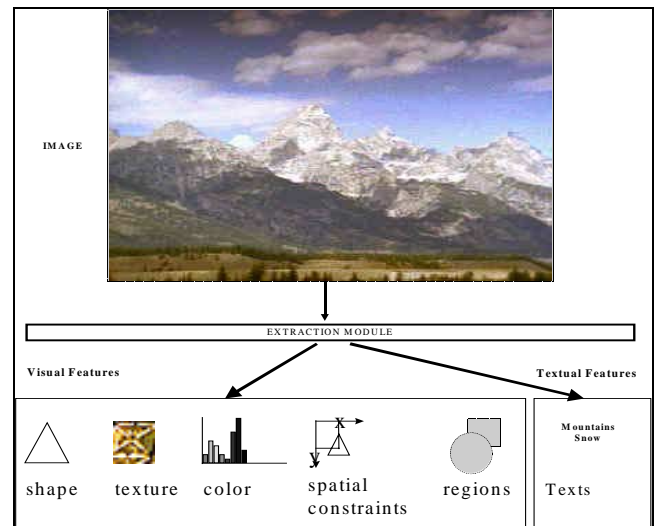 IMAGE
EXTRACTION MODULE
Visual Features
Textual Features
Mountains
Snow
x
y
shape
texture
color
spatial
constraints
regions
Texts